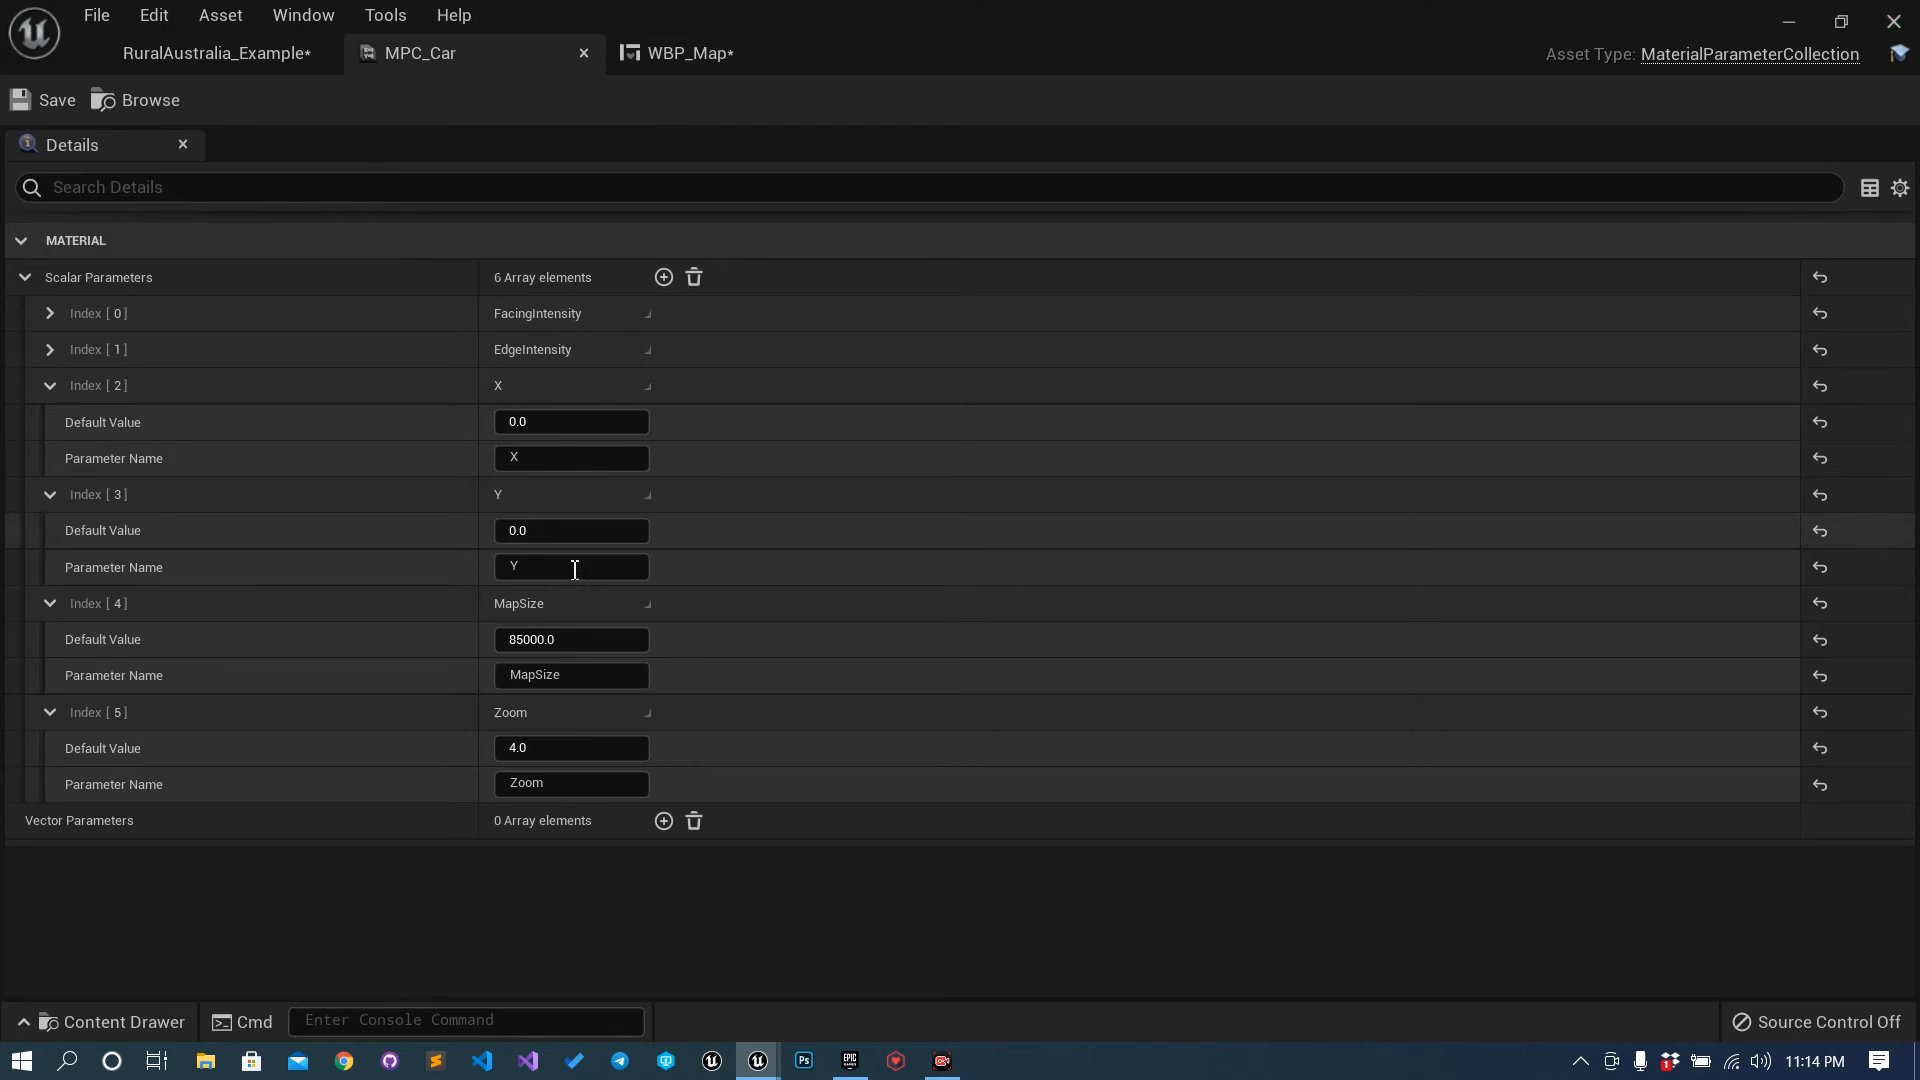 File Edit Asset Window Tools Help
RuralAustralia_Example* MPC_Car WBP_Map* Asset Type: MaterialParameterCollection
Save Browse
Details
Search Details
MATERIAL
Scalar Parameters 6 Array elements
Index [ 0 ] FacingIntensity
Index [ 1 ] EdgeIntensity
Index [ 2 ] X
Default Value 0.0
Parameter Name X
Index [ 3 ] Y
Default Value 0.0
Parameter Name Y
Index [ 4 ] MapSize
Default Value 85000.0
Parameter Name MapSize
Index [ 5 ] Zoom
Default Value 4.0
Parameter Name Zoom
Vector Parameters 0 Array elements
Content Drawer Cmd Enter Console Command Source Control Off
Ps EPIC GAMES 1 11:14 PM